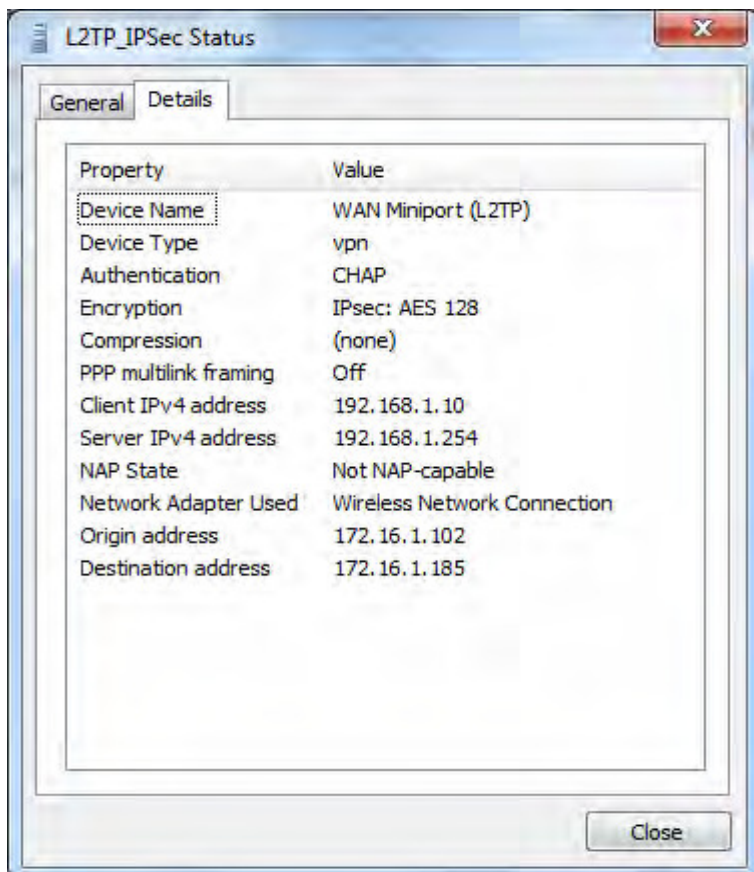 L2TP_IPSec Status
General Details
Property Value
Device Name WAN Miniport (L2TP)
Device Type vpn
Authentication CHAP
Encryption IPsec: AES 128
Compression (none)
PPP multilink framing Off
Client IPv4 address 192.168.1.10
Server IPv4 address 192.168.1.254
NAP State Not NAP-capable
Network Adapter Used Wireless Network Connection
Origin address 172.16.1.102
Destination address 172.16.1.185
Close